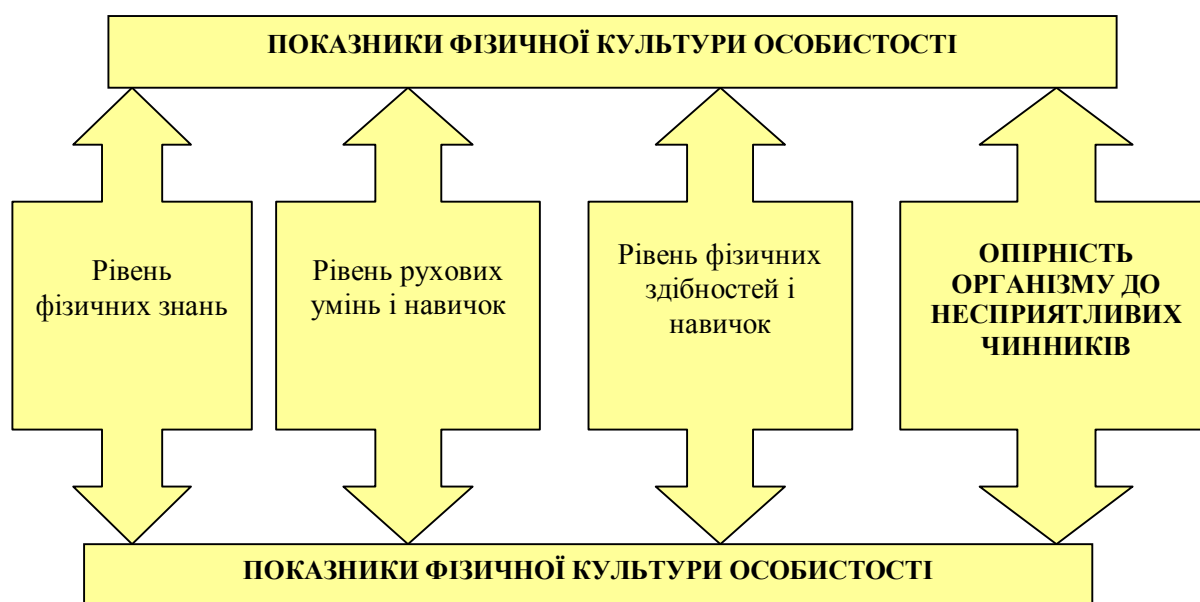 ПОКАЗНИКИ ФІЗИЧНОЇ КУЛЬТУРИ ОСОБИСТОСТІ
Рівень
фізичних знань
Рівень рухових
умінь і навичок
Рівень фізичних
здібностей і
навичок
ОПІРНІСТЬ
ОРГАНІЗМУ ДО
НЕСПРИЯТЛИВИХ
ЧИННИКІВ
ПОКАЗНИКИ ФІЗИЧНОЇ КУЛЬТУРИ ОСОБИСТОСТІ